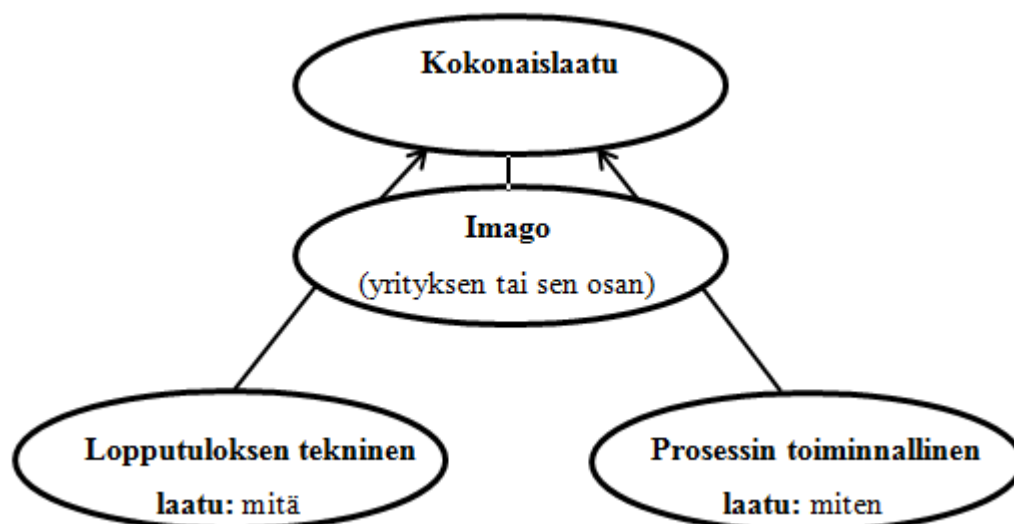 Kokonaislaatu
Imago
(yrityksen tai sen osan)
Lopputuloksen tekninen
laatu: mitä
Prosessin toiminnallinen
laatu: miten